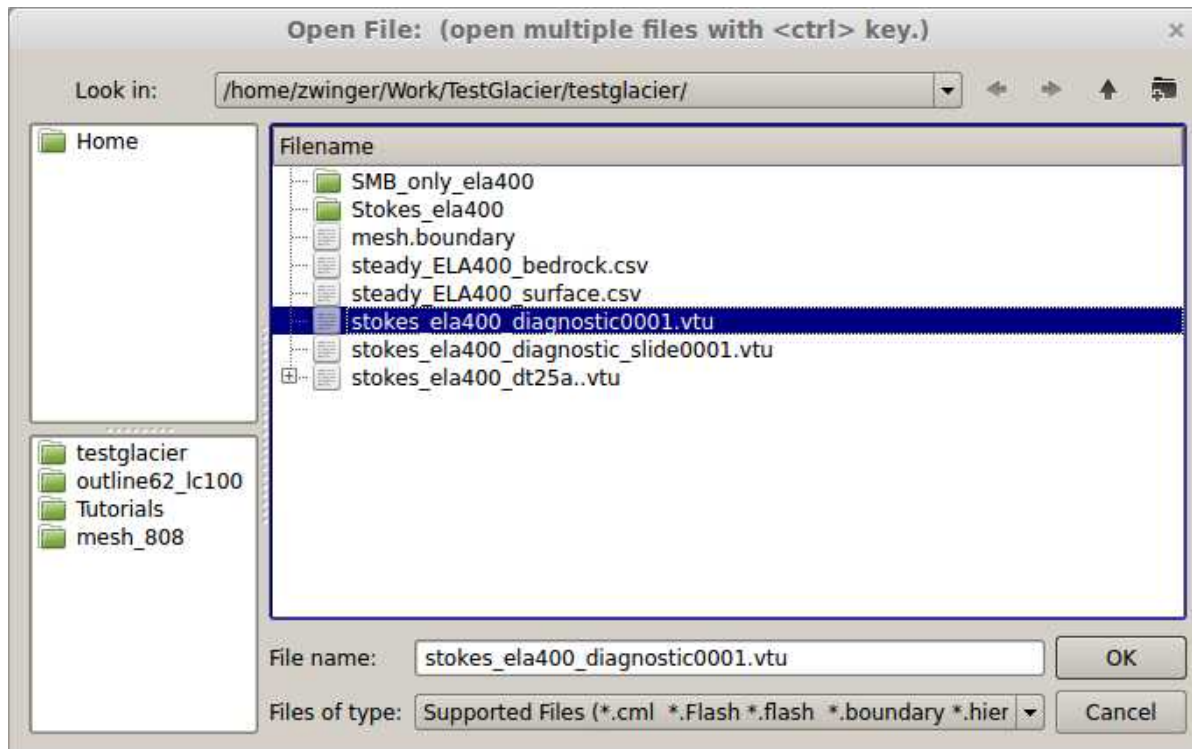 Open File: (open multiple files with <ctrl> key.)
Look in: /home/zwinger/Work/TestGlacier/testglacier/
Home
Filename
SMB_only_ela400
Stokes_ela400
mesh.boundary
steady_ELA400_bedrock.csv
steady_ELA400_surface.csv
stokes_ela400_diagnostic0001.vtu
stokes_ela400_diagnostic_slide0001.vtu
stokes_ela400_dt25a..vtu
testglacier
outline62_lc100
Tutorials
mesh_808
File name: stokes_ela400_diagnostic0001.vtu OK
Files of type: Supported Files (*.cml *.Flash *.flash *.boundary *.hier Cancel